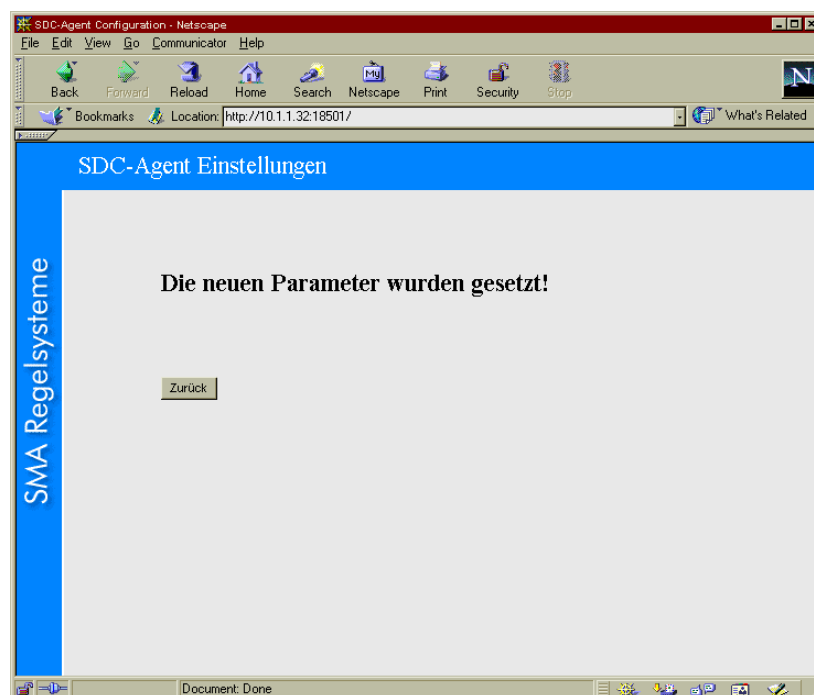 SDC-Agent Configuration - Netscape
File Edit View Go Communicator Help
Back Forward Reload Home Search Netscape Print Security Stop
My
N
Bookmarks Location: http://10.1.1.32:18501/ What's Related
SDC-Agent Einstellungen
SMA Regelsysteme
Die neuen Parameter wurden gesetzt!
Zurück
Document: Done